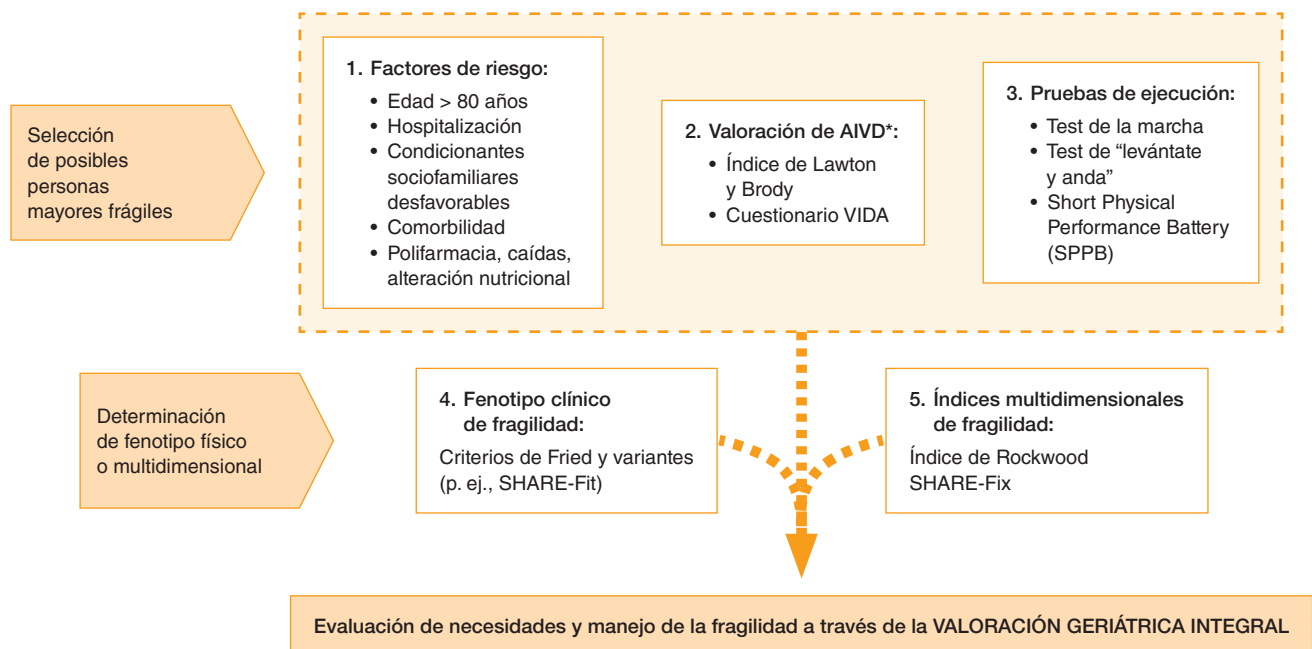 Selección
de posibles
personas
mayores frágiles
1. Factores de riesgo:
• Edad > 80 años
• Hospitalización
• Condicionantes
sociofamiliares
desfavorables
• Comorbilidad
• Polifarmacia, caídas,
alteración nutricional
2. Valoración de AIVD*:
• Índice de Lawton
y Brody
• Cuestionario VIDA
3. Pruebas de ejecución:
• Test de la marcha
• Test de “levántate
y anda”
• Short Physical
Performance Battery
(SPPB)
Determinación
de fenotipo físico
o multidimensional
4. Fenotipo clínico
de fragilidad:
Criterios de Fried y variantes
(p. ej., SHARE-Fit)
5. Índices multidimensionales
de fragilidad:
Índice de Rockwood
SHARE-Fix
Evaluación de necesidades y manejo de la fragilidad a través de la VALORACIÓN GERIÁTRICA INTEGRAL